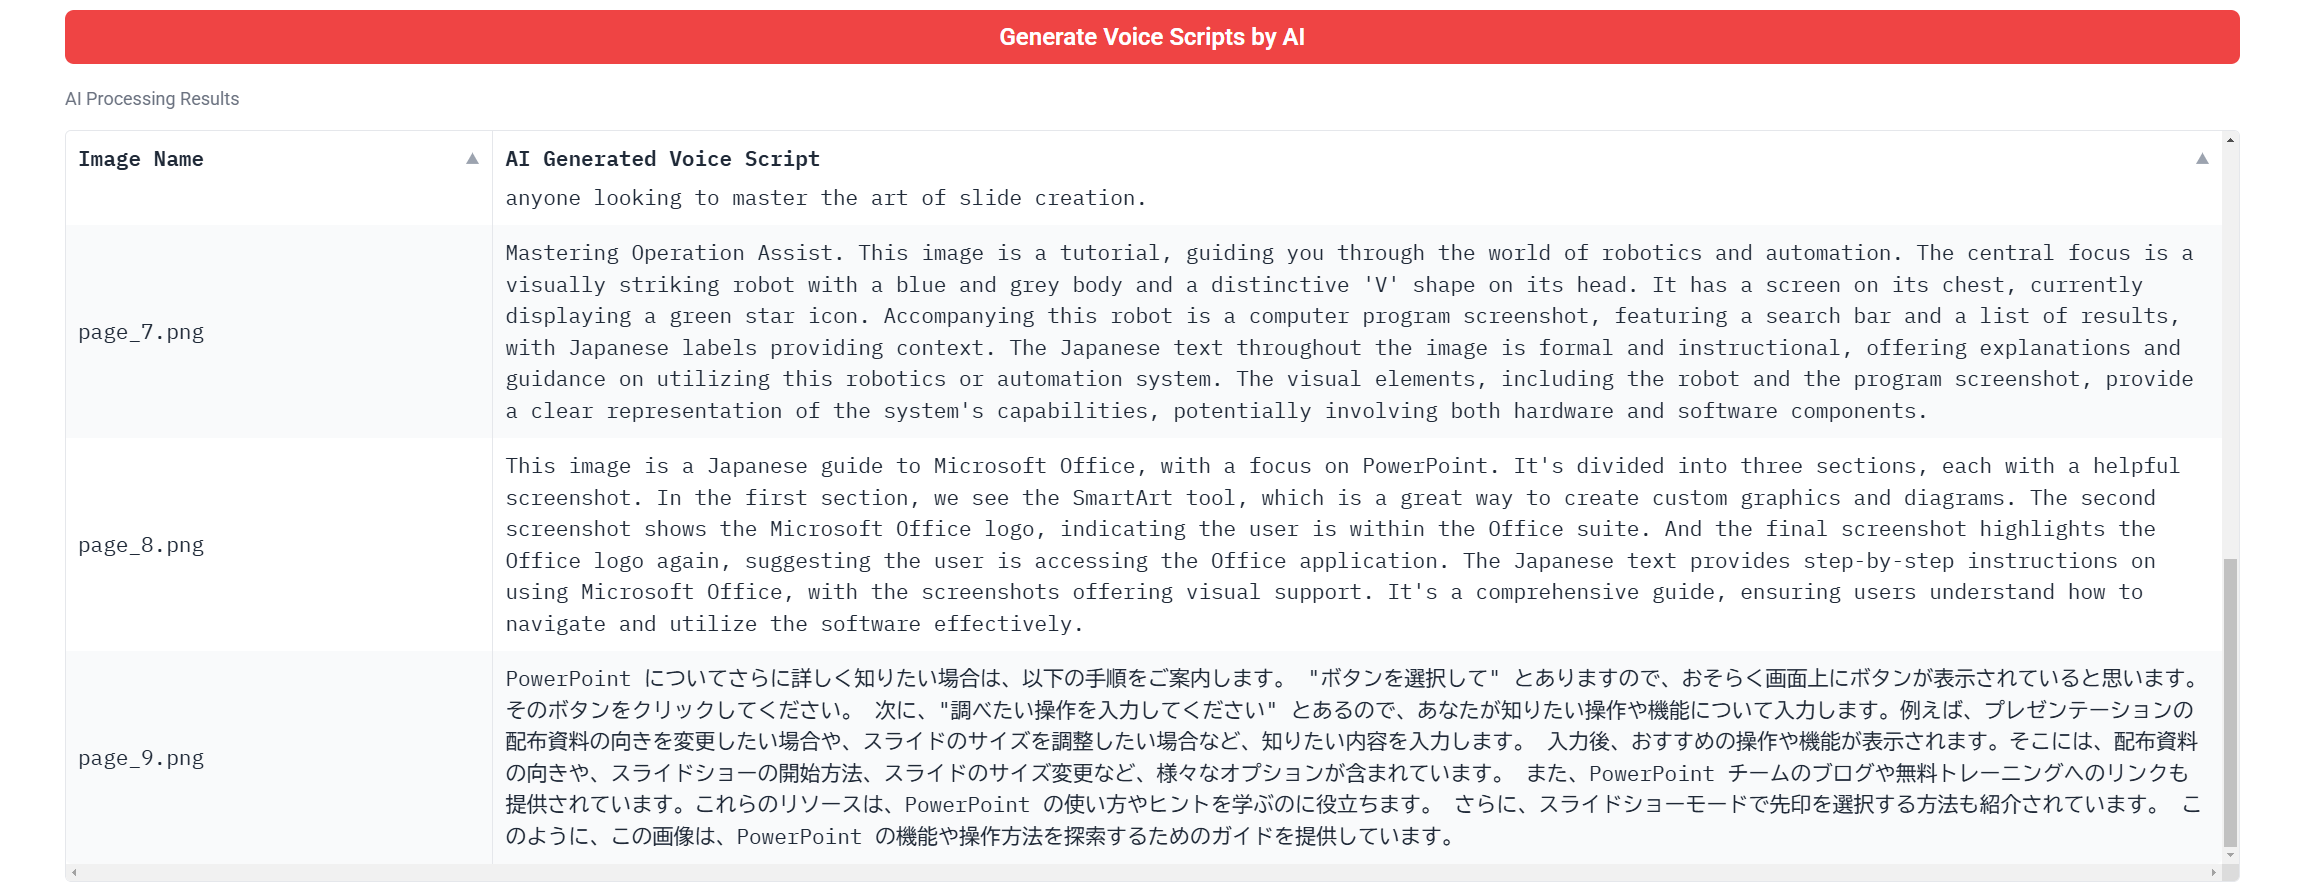 Generate Voice Scripts by AI
AI Processing Results
Image Name
AI Generated Voice Script
anyone looking to master the art of slide creation.
page_7.png
Mastering Operation Assist. This image is a tutorial, guiding you through the world of robotics and automation. The central focus is a
visually striking robot with a blue and grey body and a distinctive 'V' shape on its head. It has a screen on its chest, currently
displaying a green star icon. Accompanying this robot is a computer program screenshot, featuring a search bar and a list of results,
with Japanese labels providing context. The Japanese text throughout the image is formal and instructional, offering explanations and
guidance on utilizing this robotics or automation system. The visual elements, including the robot and the program screenshot, provide
a clear representation of the system's capabilities, potentially involving both hardware and software components.
page_8.png
This image is a Japanese guide to Microsoft Office, with a focus on PowerPoint. It's divided into three sections, each with a helpful
screenshot. In the first section, we see the SmartArt tool, which is a great way to create custom graphics and diagrams. The second
screenshot shows the Microsoft Office logo, indicating the user is within the Office suite. And the final screenshot highlights the
Office logo again, suggesting the user is accessing the Office application. The Japanese text provides step-by-step instructions on
using Microsoft Office, with the screenshots offering visual support. It's a comprehensive guide, ensuring users understand how to
navigate and utilize the software effectively.
page_9.png
PowerPoint についてさらに詳しく知りたい場合は、以下の手順をご案内します。 "ボタンを選択して" とありますので、おそらく画面上にボタンが表示されていると思います。
そのボタンをクリックしてください。 次に、"調べたい操作を入力してください" とあるので、あなたが知りたい操作や機能について入力します。例えば、プレゼンテーションの
配布資料の向きを変更したい場合や、スライドのサイズを調整したい場合など、知りたい内容を入力します。 入力後、おすすめの操作や機能が表示されます。そこには、配布資料
の向きや、スライドショーの開始方法、スライドのサイズ変更など、様々なオプションが含まれています。 また、PowerPoint チームのブログや無料トレーニングへのリンクも
提供されています。これらのリソースは、PowerPoint の使い方やヒントを学ぶのに役立ちます。 さらに、スライドショーモードで先印を選択する方法も紹介されています。 こ
のように、この画像は、PowerPoint の機能や操作方法を探索するためのガイドを提供しています。